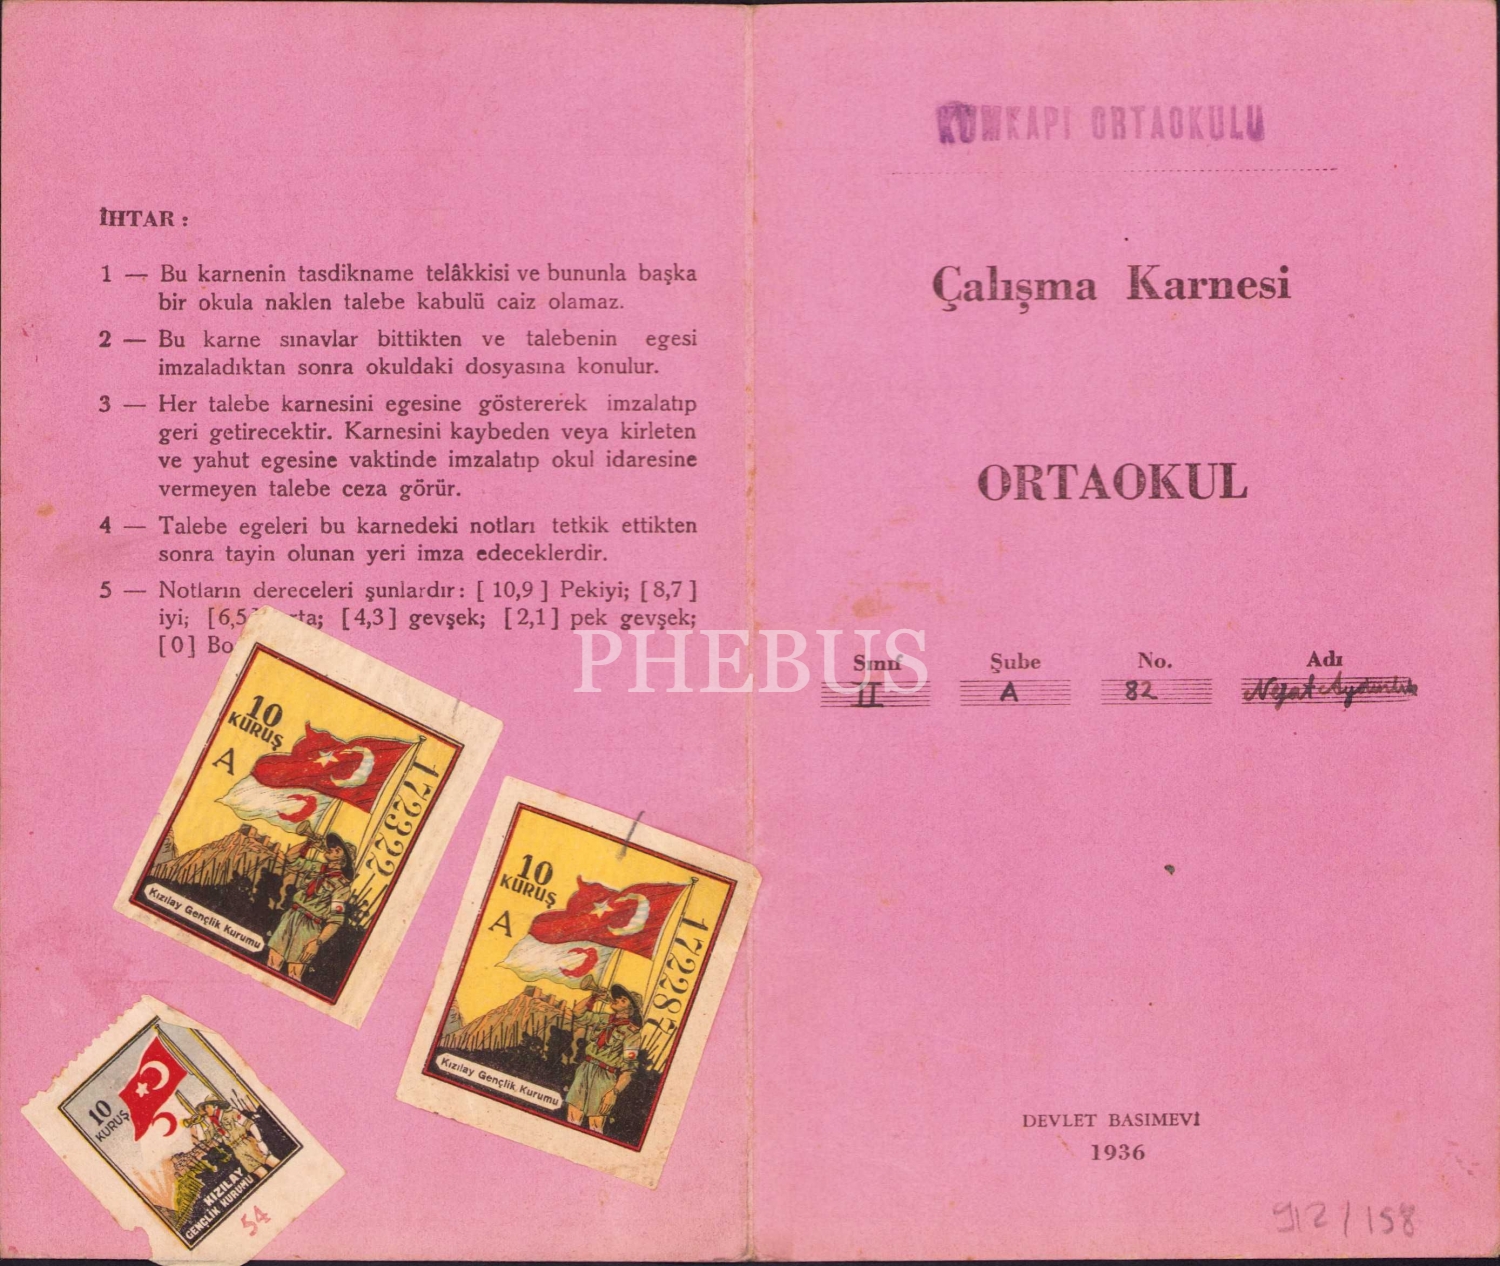 İHTAR :
1 — Bu karnenin tasdikname telâkkisi ve bununla başka
bir okula naklen talebe kabulü caiz olamaz.
2 — Bu karne sınavlar bittikten ve talebenin egesi
imzaladıktan sonra okuldaki dosyasına konulur.
3 — Her talebe karnesini egesine göstererek imzalatıp
geri getirecektir. Karnesini kaybeden veya kirleten
ve yahut egesine vaktinde imzalatıp okul idaresine
vermeyen talebe ceza görür.
4 — Talebe egeleri bu karnedeki notları tetkik ettikten
sonra tayin olunan yeri imza edeceklerdir.
5 — Notların dereceleri şunlardır: [ 10,9 ] Pekiyi; [ 8,7 ]
iyi; [6,5 ta; [4,3] gevşek; [2,1] pek gevşek;
[0] Bo
10
KURUŞ
A
172322
Kızılay Gençlik Kurumu
10
KURUŞ
A
172287
Kızılay Gençlik Kurumu
10
KURUŞ
KIZILAY
GENÇLİK KURUMU
54
PHEBUS
KUMKAPI ORTAOKULU
Çalışma Karnesi
ORTAOKUL
Sınıf Şube No. Adı
II A 82 Nejat Aydınlık
DEVLET BASIMEVİ
1936
912/158